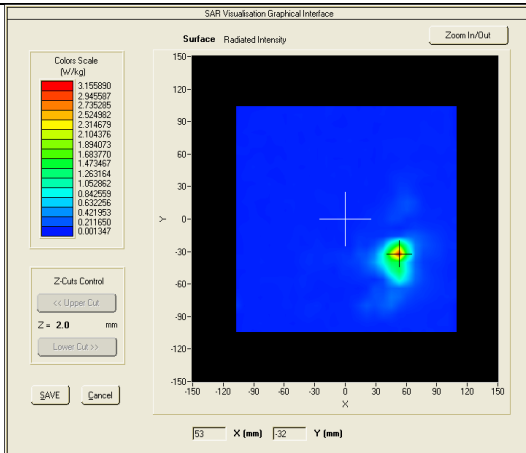 SAR Visualisation Graphical Interface
Surface Radiated Intensity
Zoom In/Out
Colors Scale
(W/kg)
3.155890
2.945587
2.735285
2.524982
2.314679
2.104376
1.894073
1.683770
1.473467
1.263164
1.052862
0.842559
0.632256
0.421953
0.211650
0.001347
Z-Cuts Control
<< Upper Cut
Z = 2.0 mm
Lower Cut >>
SAVE Cancel
150-
120-
90-
60-
30-
0-
-30-
-60-
-90-
-120-
-150-
Y
-150 -120 -90 -60 -30 0 30 60 90 120 150
X
53 X (mm) -32 Y (mm)